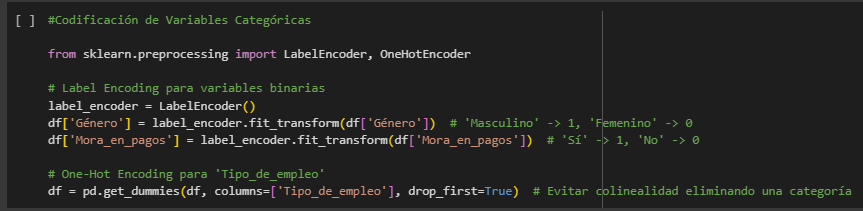 [ ] #Codificación de Variables Categóricas
from sklearn.preprocessing import LabelEncoder, OneHotEncoder
# Label Encoding para variables binarias
label_encoder = LabelEncoder()
df['Género'] = label_encoder.fit_transform(df['Género'])  # 'Masculino' -> 1, 'Femenino' -> 0
df['Mora_en_pagos'] = label_encoder.fit_transform(df['Mora_en_pagos'])  # 'Sí' -> 1, 'No' -> 0
# One-Hot Encoding para 'Tipo_de_empleo'
df = pd.get_dummies(df, columns=['Tipo_de_empleo'], drop_first=True)  # Evitar colinealidad eliminando una categoría